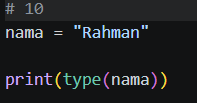 # 10
nama = "Rahman"
print(type(nama))